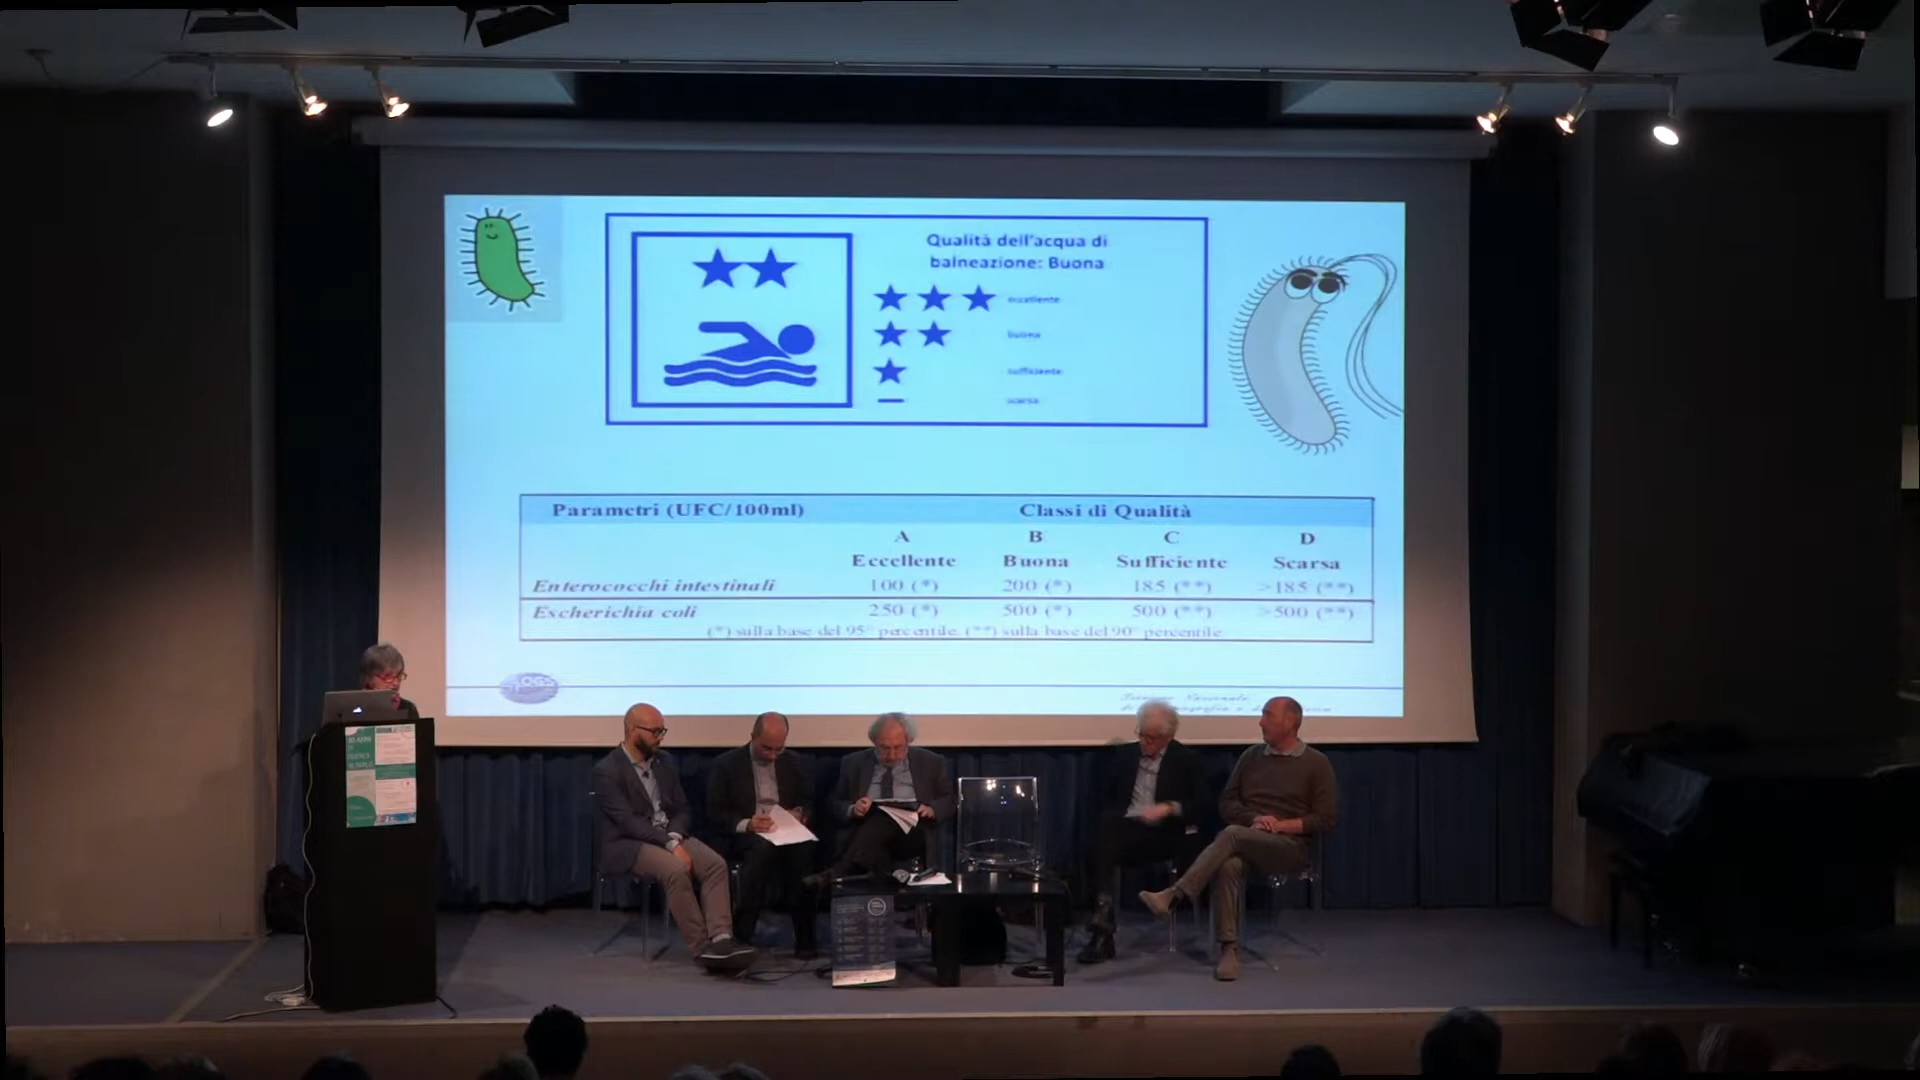 Qualità dell'acqua di
balneazione: Buona
eccellente
buona
sufficiente
scarsa
Parametri (UFC/100ml) Classi di Qualità
A B C D
Eccellente Buona Sufficiente Scarsa
Enterococchi intestinali 100 (*) 200 (*) 185 (**) >185 (**)
Escherichia coli 250 (*) 500 (*) 500 (**) >500 (**)
(*) sulla base del 95° percentile. (**) sulla base del 90° percentile
OGS